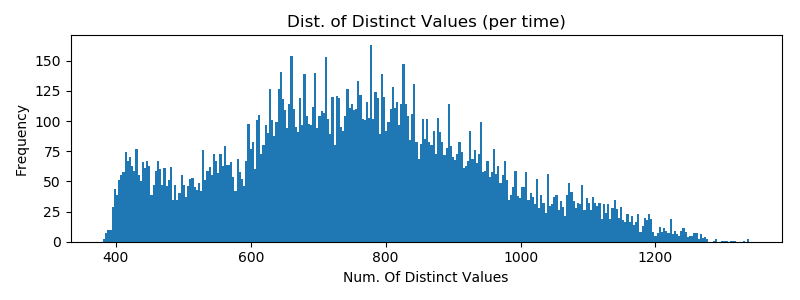 Dist. of Distinct Values (per time)
150
125
100
75
50
25
0
Frequency
400 600 800 1000 1200
Num. Of Distinct Values